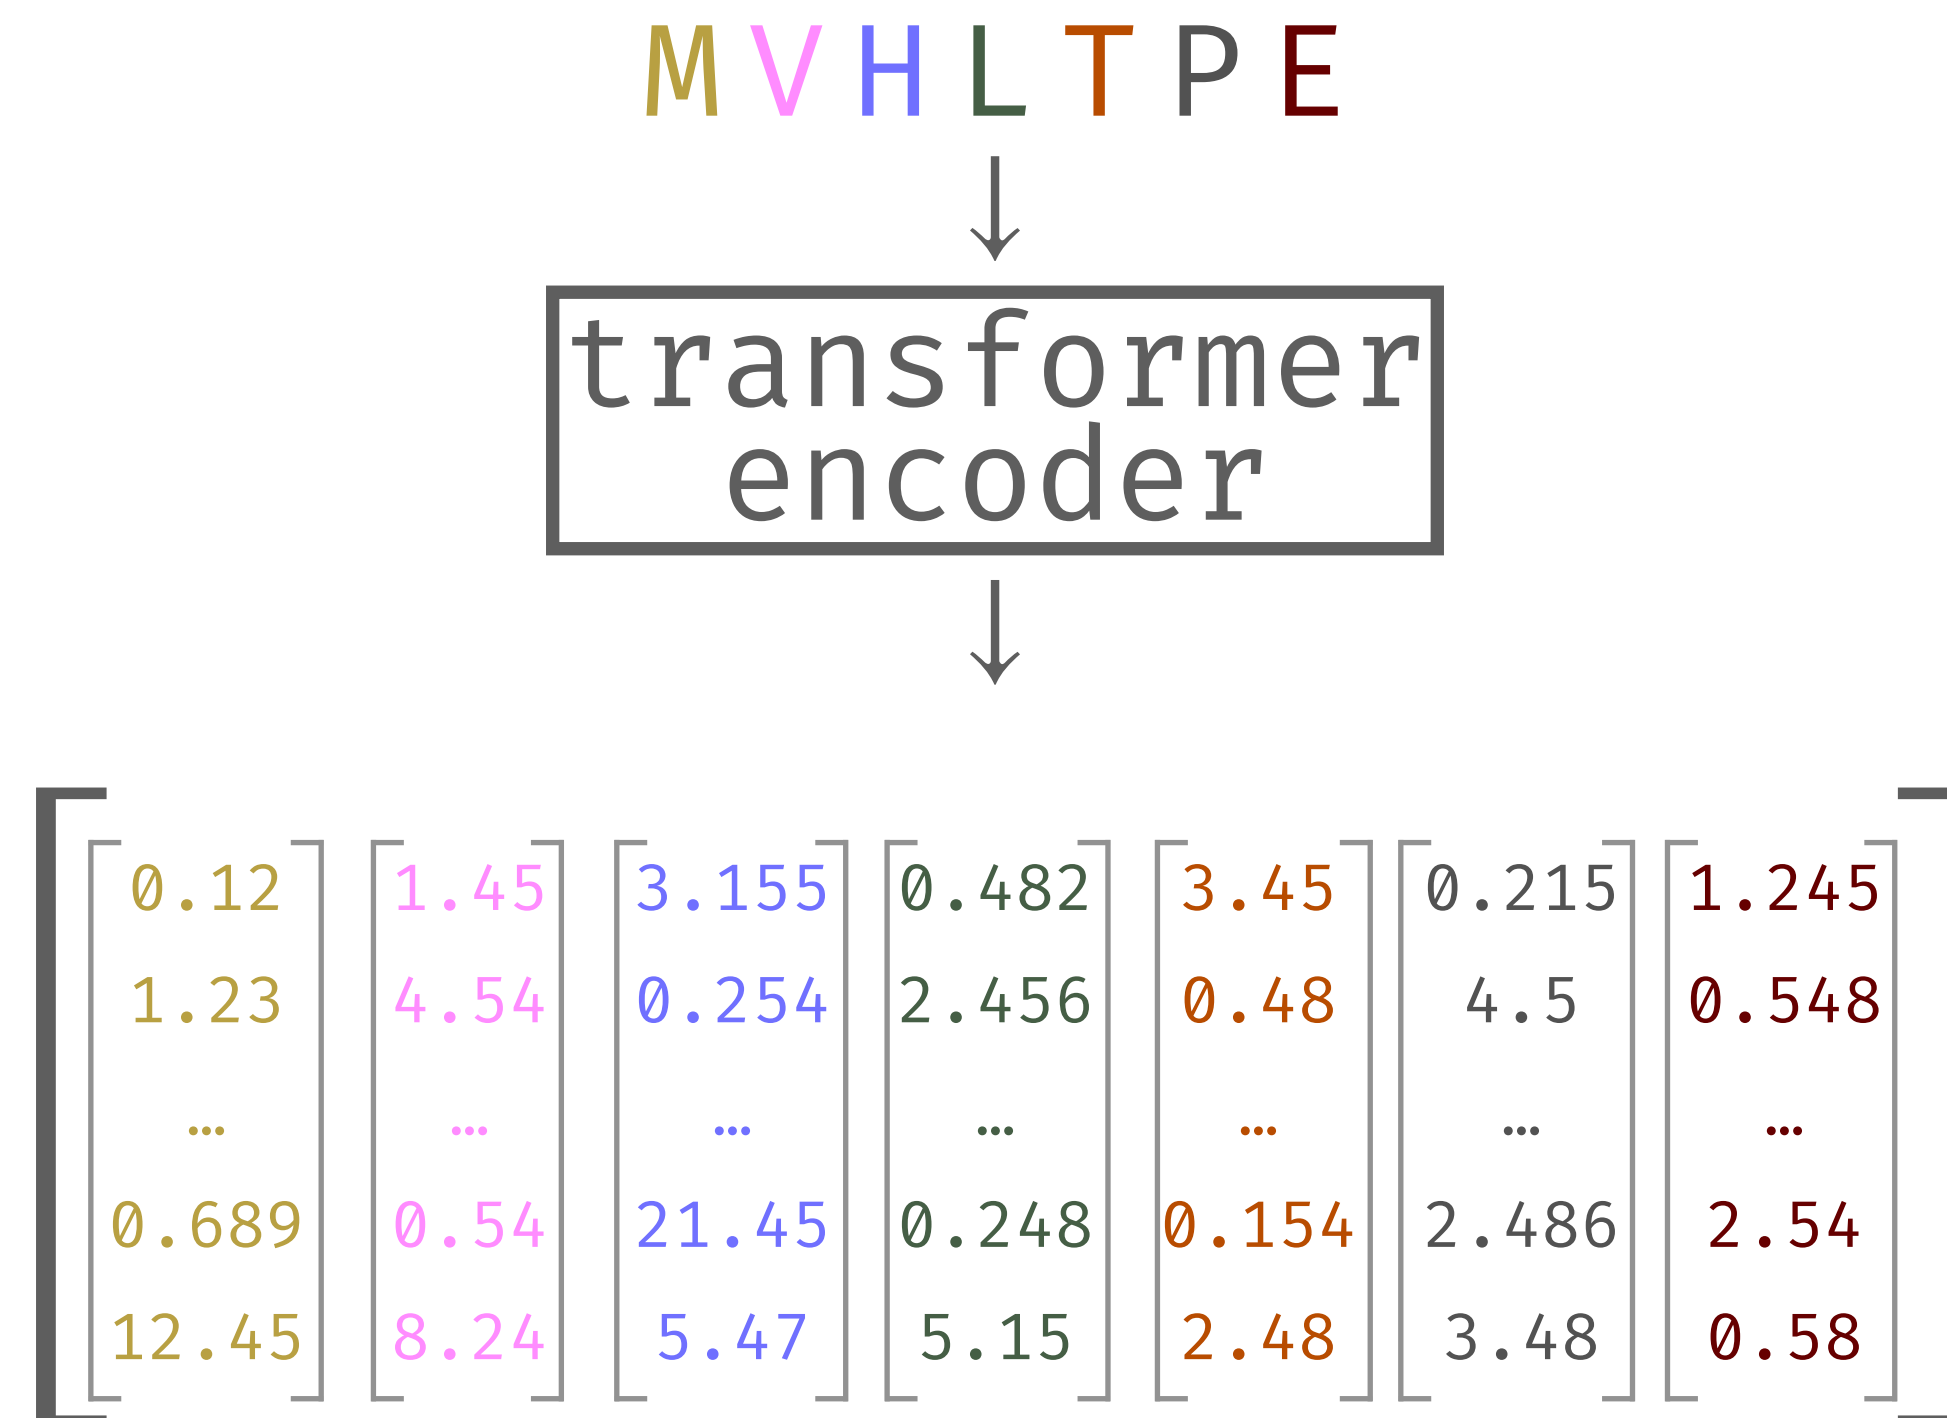 M V H L T P E
transformer
encoder
0.12 1.45 3.155 0.482 3.45 0.215 1.245
1.23 4.54 0.254 2.456 0.48 4.5 0.548
… … … … … … …
0.689 0.54 21.45 0.248 0.154 2.486 2.54
12.45 8.24 5.47 5.15 2.48 3.48 0.58